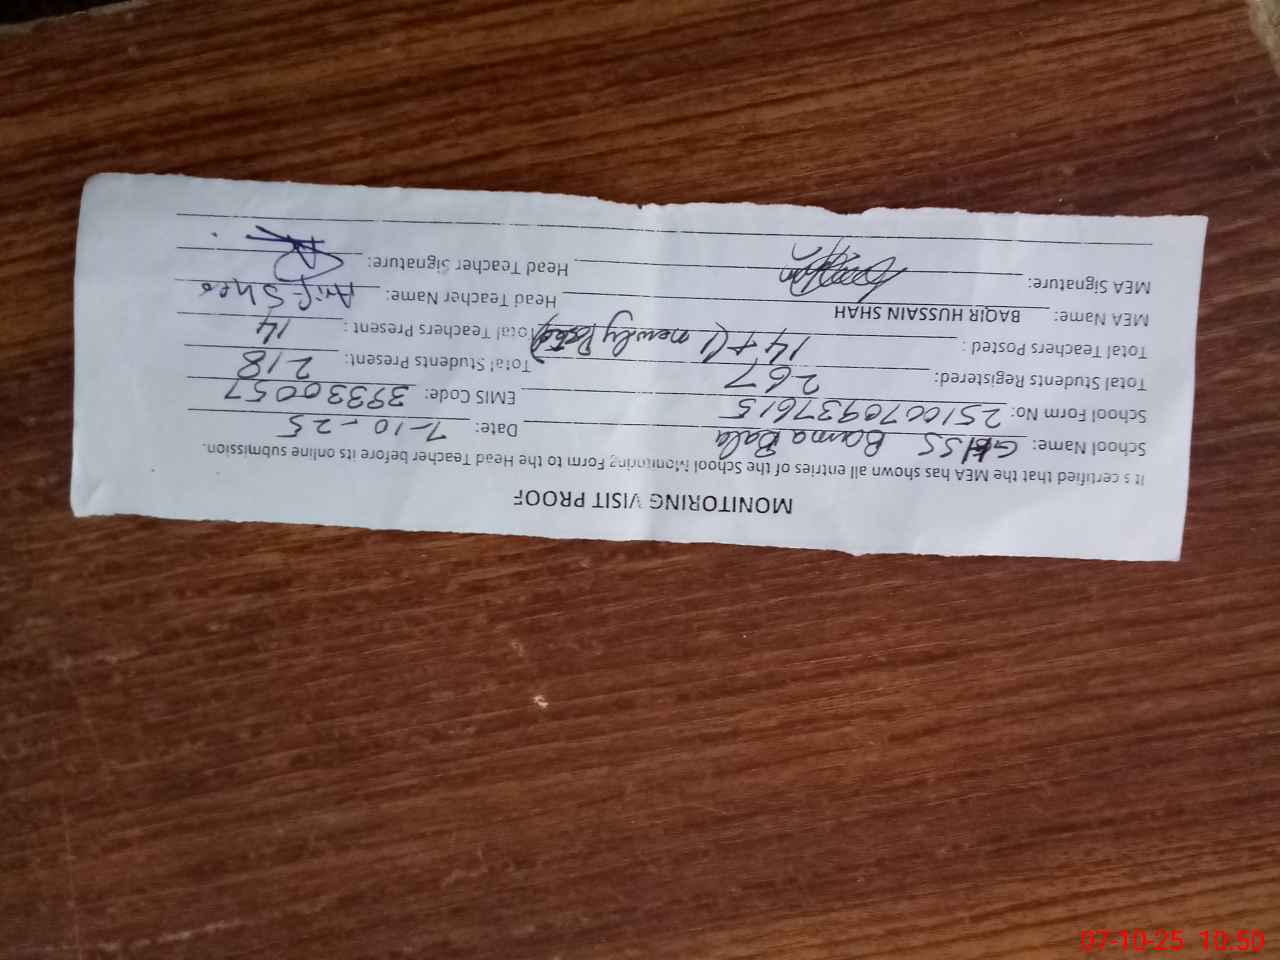 MONITORING VISIT PROOF
It s certified that the MEA has shown all entries of the School Monitoring Form to the Head Teacher before its online submission.
School Name: GHSS Bama Bala Date: 7-10-25
School Form No: 2510070937615 EMIS Code: 39330057
Total Students Registered: 267 Total Students Present: 218
Total Teachers Posted : 14 + (1 newly Posted) Total Teachers Present : 14
MEA Name: BAQIR HUSSAIN SHAH Head Teacher Name: Arif
MEA Signature: Head Teacher Signature:
07-10-25 10:50